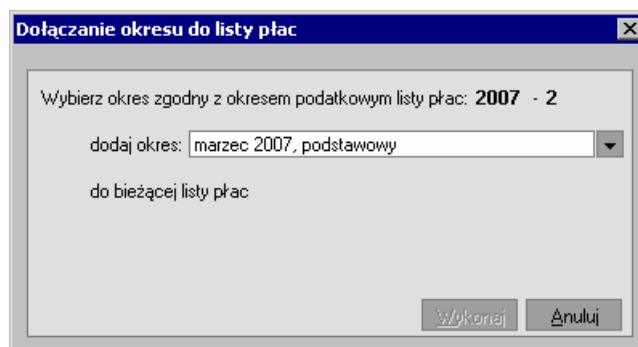 Dołączanie okresu do listy płac
Wybierz okres zgodny z okresem podatkowym listy płac: 2007 - 2
dodaj okres: marzec 2007, podstawowy
do bieżącej listy płac
Wykonaj Anuluj